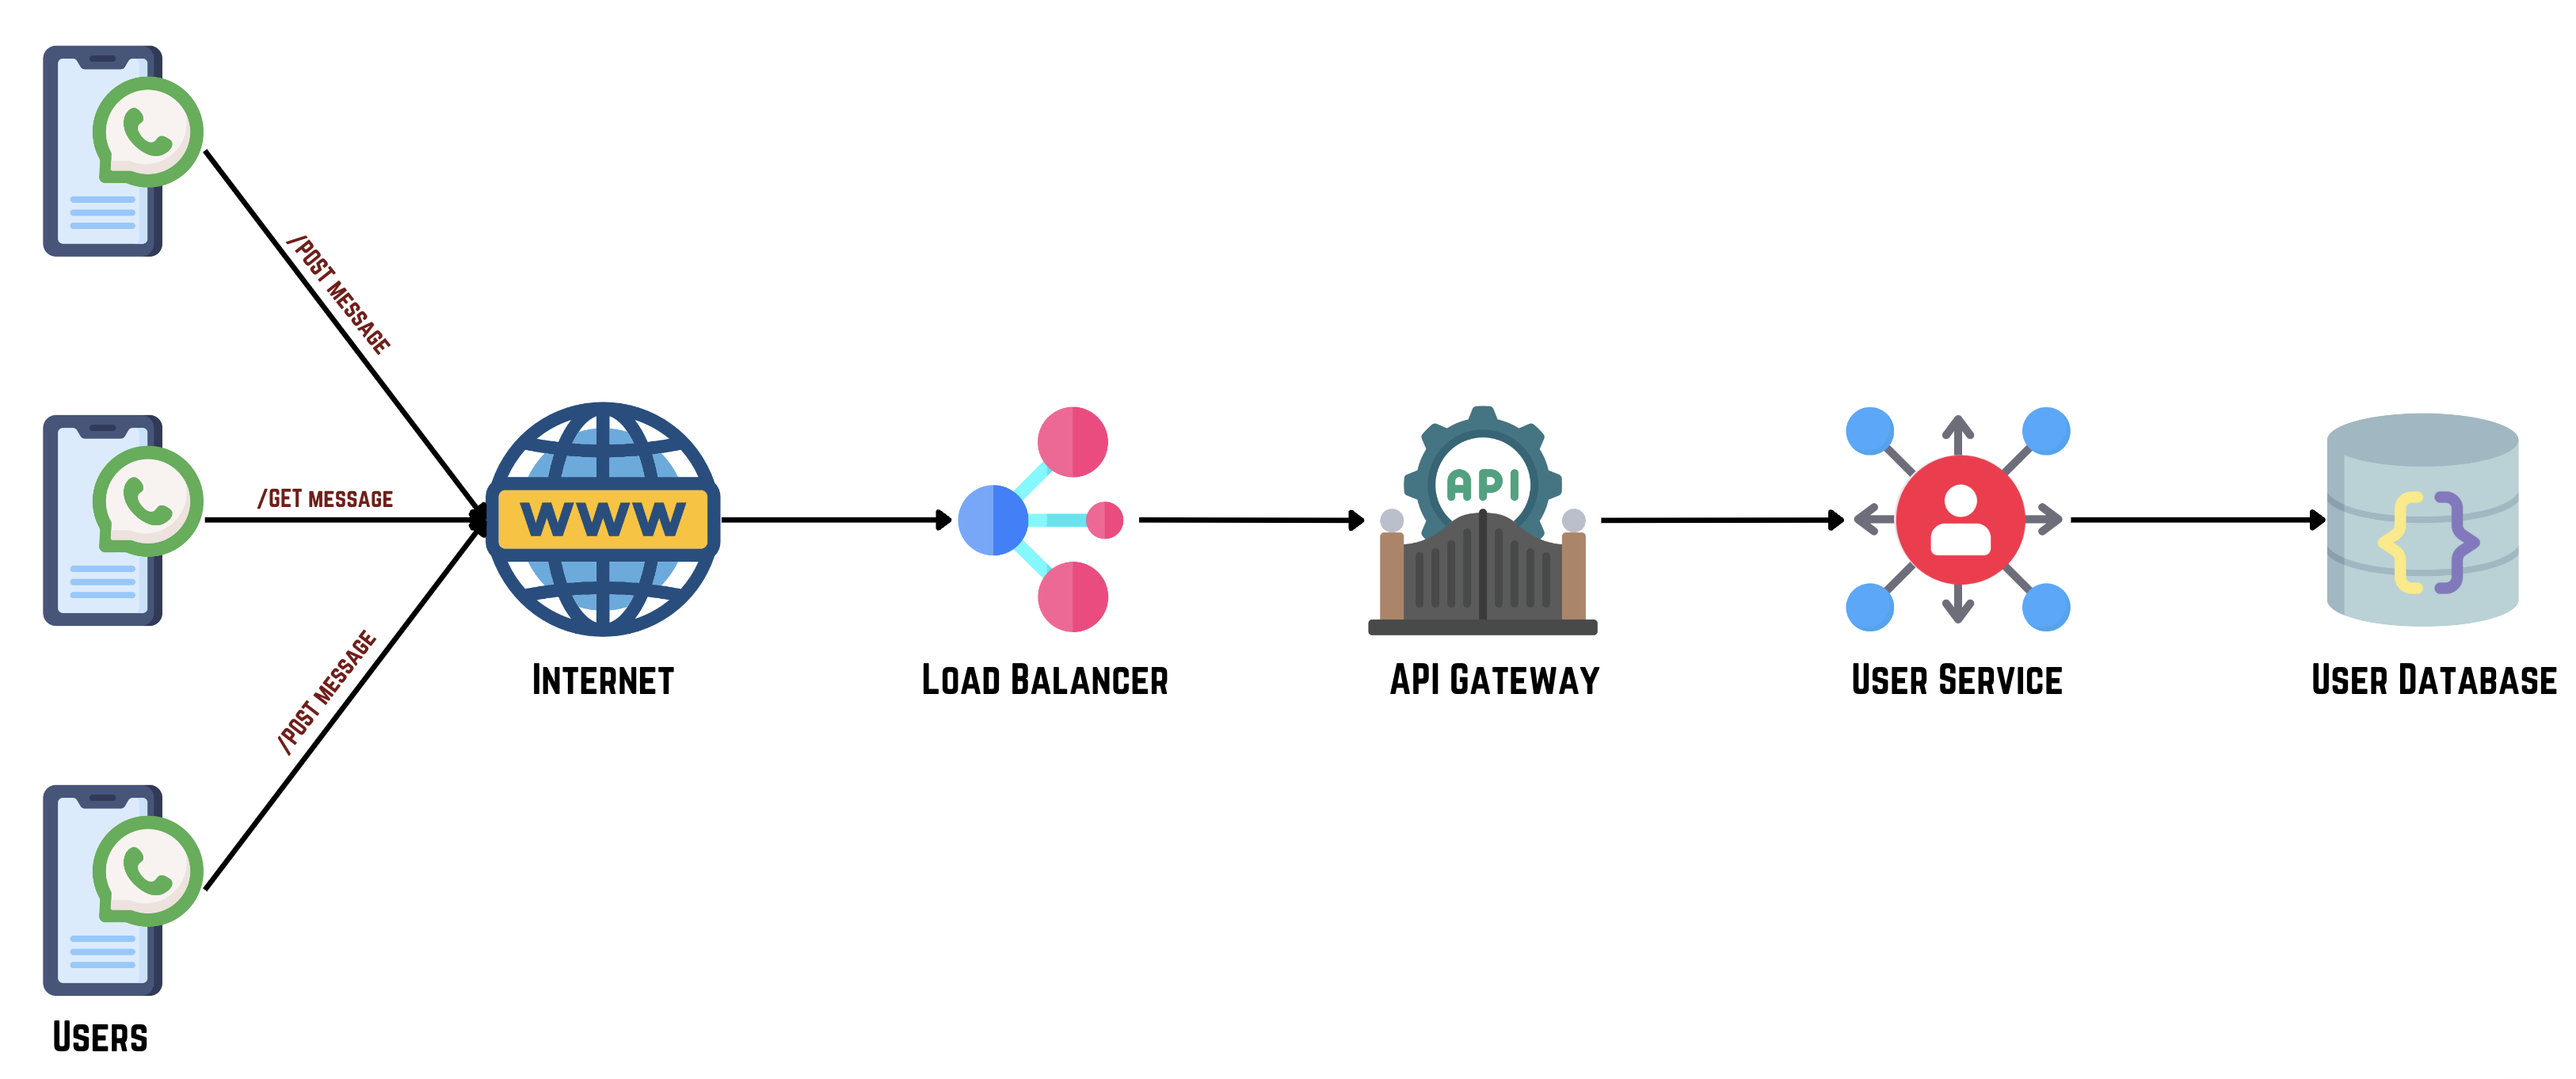 /POST MESSAGE
/GET MESSAGE
/POST MESSAGE
WWW
API
INTERNET
LOAD BALANCER
API GATEWAY
USER SERVICE
USER DATABASE
USERS